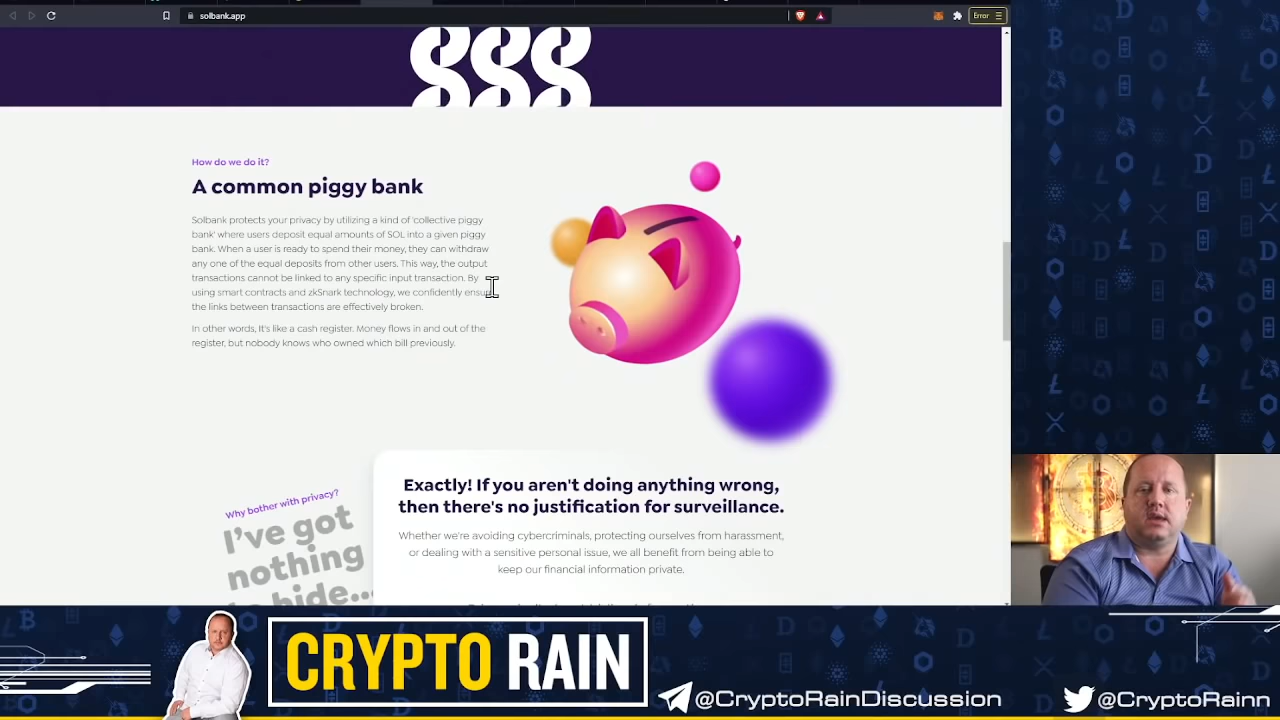 solbank.app
Error
How do we do it?
A common piggy bank
Solbank protects your privacy by utilizing a kind of 'collective piggy
bank' where users deposit equal amounts of SOL into a given piggy
bank. When a user is ready to spend their money, they can withdraw
any one of the equal deposits from other users. This way, the output
transactions cannot be linked to any specific input transaction. By
using smart contracts and zkSnark technology, we confidently ensure
the links between transactions are effectively broken.
In other words, it's like a cash register. Money flows in and out of the
register, but nobody knows who owned which bill previously.
Why bother with privacy?
I've got
nothing
to hide...
Exactly! If you aren't doing anything wrong,
then there's no justification for surveillance.
Whether we're avoiding cybercriminals, protecting ourselves from harassment,
or dealing with a sensitive personal issue, we all benefit from being able to
keep our financial information private.
CRYPTO RAIN
@CryptoRainDiscussion
@CryptoRainn